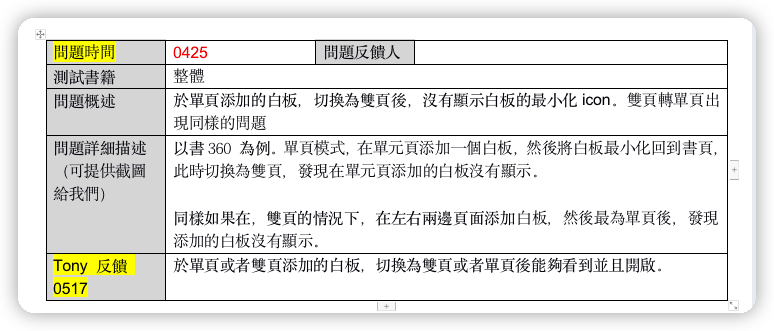 問題時間 0425 問題反饋人
測試書籍 整體
問題概述 於單頁添加的白板，切換為雙頁後，沒有顯示白板的最小化 icon。雙頁轉單頁出
現同樣的問題
問題詳細描述
（可提供截圖
給我們）
以書 360 為例。單頁模式，在單元頁添加一個白板，然後將白板最小化回到書頁，
此時切換為雙頁，發現在單元頁添加的白板沒有顯示。
同樣如果在，雙頁的情況下，在左右兩邊頁面添加白板，然後最為單頁後，發現
添加的白板沒有顯示。
Tony 反饋
0517
於單頁或者雙頁添加的白板，切換為雙頁或者單頁後能夠看到並且開啟。